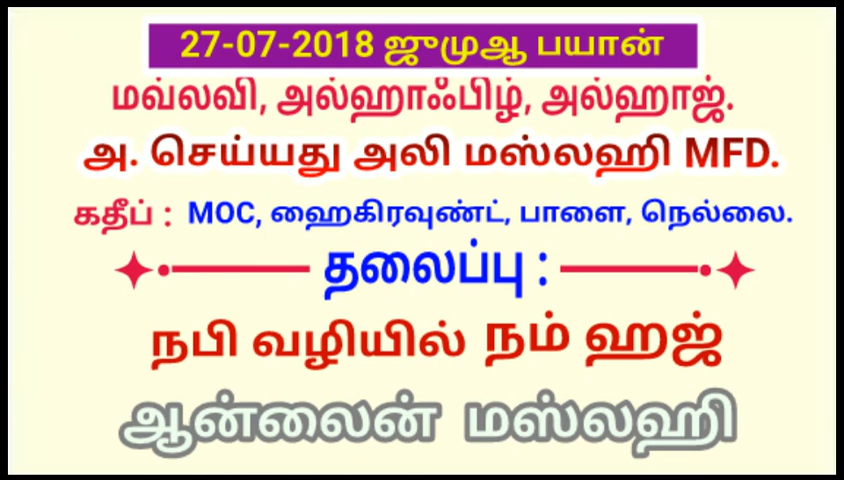 27-07-2018 ஜுமுஆ பயான்
மவ்லவி, அல்ஹாஃபிழ், அல்ஹாஜ்.
அ. செய்யது அலி மஸ்லஹி MFD.
கதீப் : MOC, ஹைகிரவுண்ட், பாளை, நெல்லை.
தலைப்பு :
நபி வழியில் நம் ஹஜ்
ஆன்லைன் மஸ்லஹி